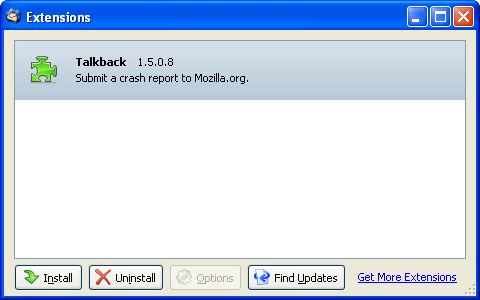 Extensions
Talkback 1.5.0.8
Submit a crash report to Mozilla.org.
Install Uninstall Options Find Updates Get More Extensions